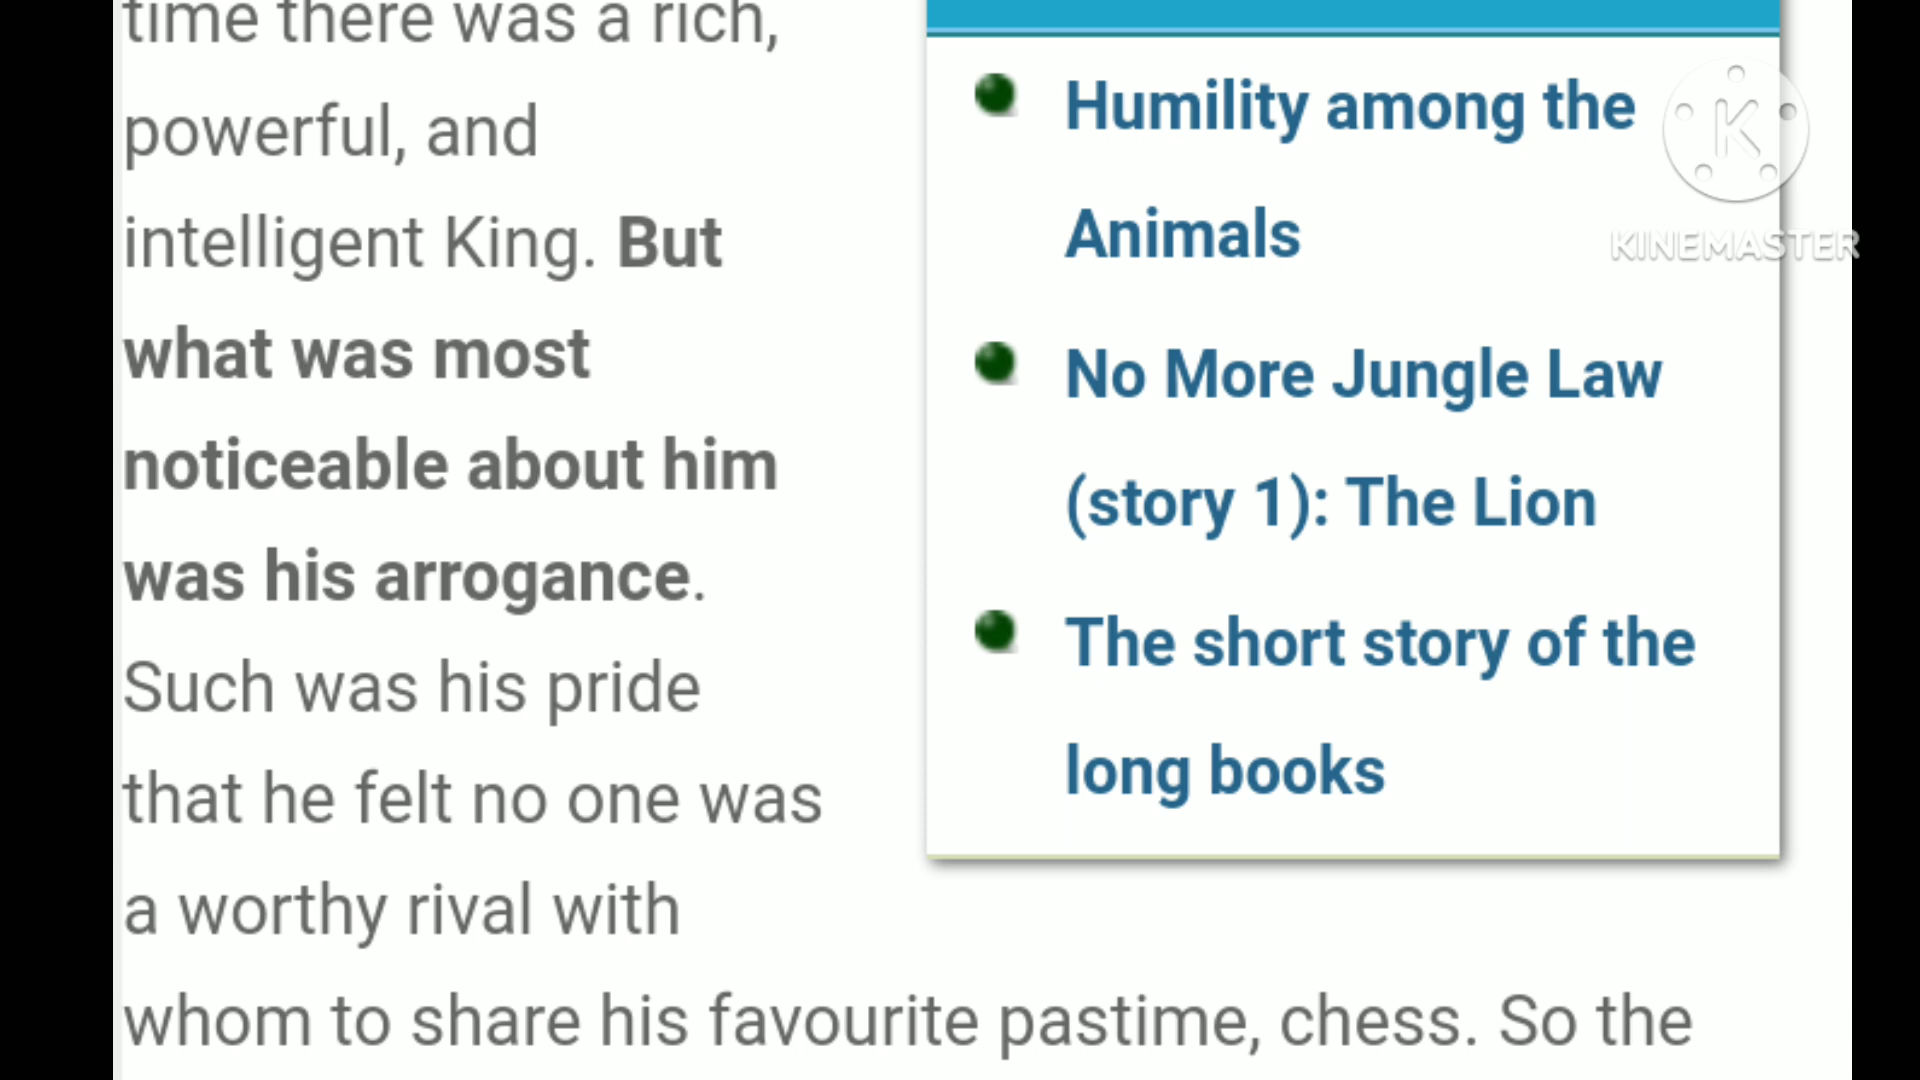 time there was a rich,
powerful, and
intelligent King. But
what was most
noticeable about him
was his arrogance.
Such was his pride
that he felt no one was
a worthy rival with
whom to share his favourite pastime, chess. So the
Humility among the
Animals
No More Jungle Law
(story 1): The Lion
The short story of the
long books
K
KINEMASTER